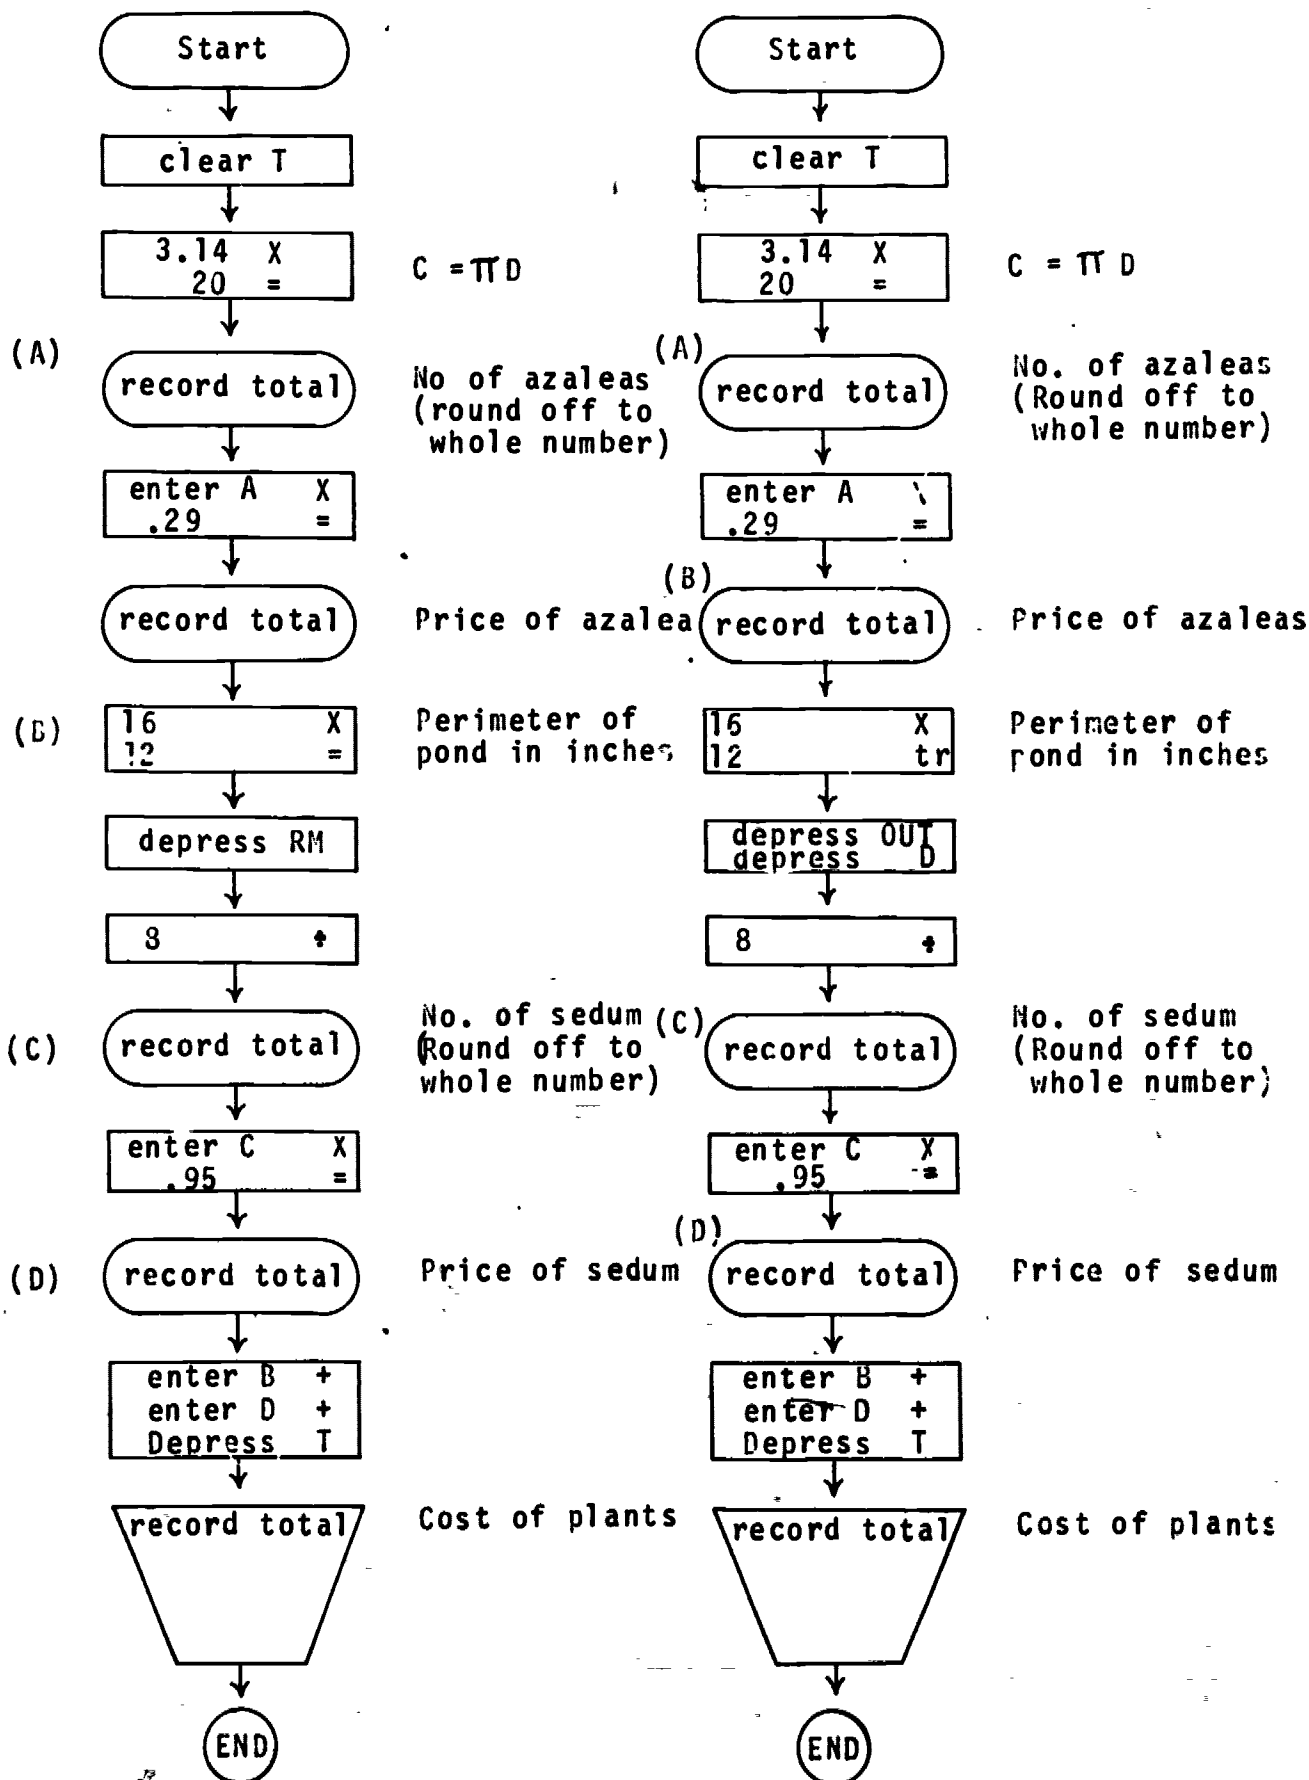 Start
clear T
3.14 X
20 =
C = π D
(A)
record total
No of azaleas
(round off to
whole number)
enter A X
.29 =
record total
Price of azalea
(B)
16 X
12 =
Perimeter of
pond in inches
depress RM
8 ÷
(C)
record total
No. of sedum
(Round off to
whole number)
enter C X
.95 =
(D)
record total
Price of sedum
enter B +
enter D +
Depress T
record total
Cost of plants
END
Start
clear T
3.14 X
20 =
C = π D
(A)
record total
No. of azaleas
(Round off to
whole number)
enter A
.29 =
(B)
record total
Price of azaleas
16 X
12 tr
Perimeter of
pond in inches
depress OUT
depress D
8 ÷
(C)
record total
No. of sedum
(Round off to
whole number)
enter C X
.95 =
(D)
record total
Price of sedum
enter B +
enter D +
Depress T
record total
Cost of plants
END